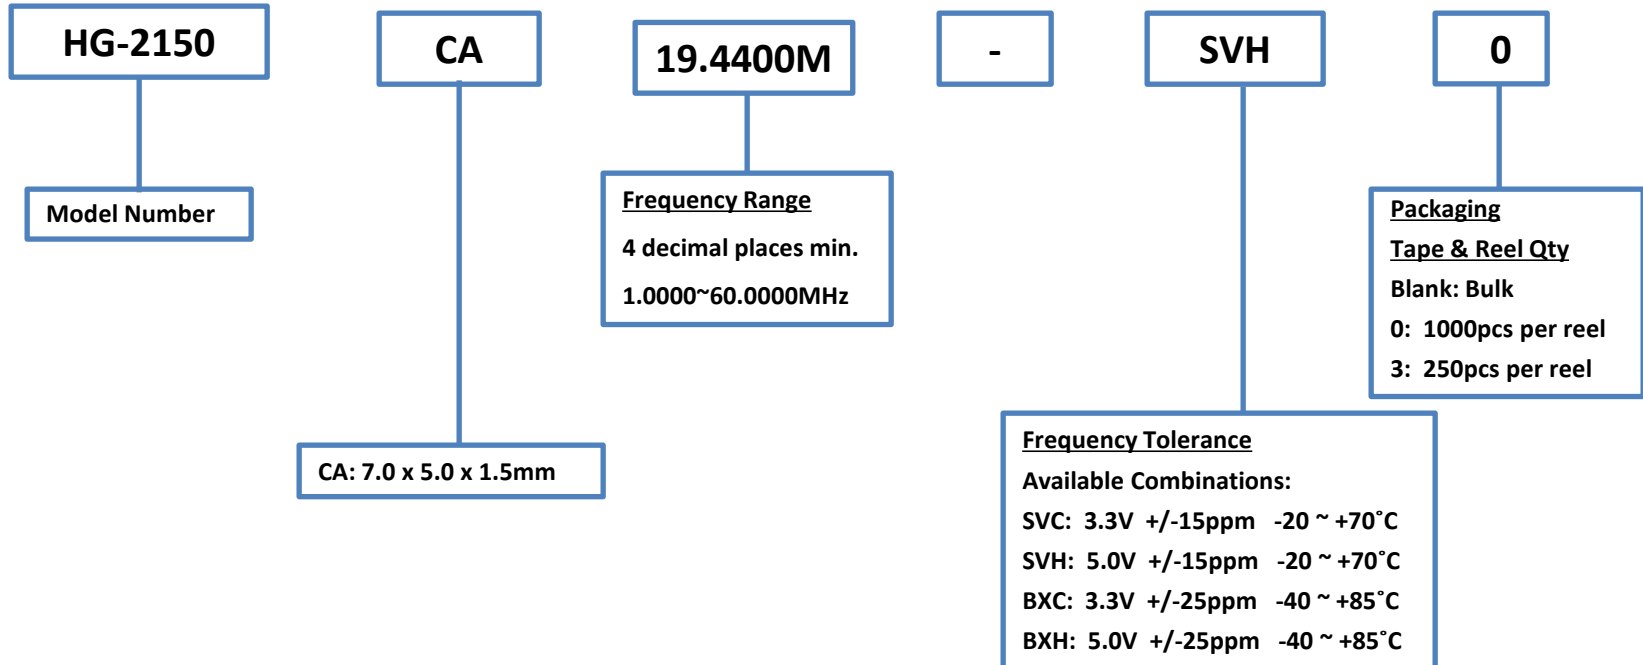 HG-2150
CA
19.4400M
-
SVH
0
Model Number
Frequency Range
4 decimal places min.
1.0000~60.0000MHz
Packaging
Tape & Reel Qty
Blank: Bulk
0: 1000pcs per reel
3: 250pcs per reel
CA: 7.0 x 5.0 x 1.5mm
Frequency Tolerance
Available Combinations:
SVC: 3.3V +/-15ppm -20 ~ +70˚C
SVH: 5.0V +/-15ppm -20 ~ +70˚C
BXC: 3.3V +/-25ppm -40 ~ +85˚C
BXH: 5.0V +/-25ppm -40 ~ +85˚C